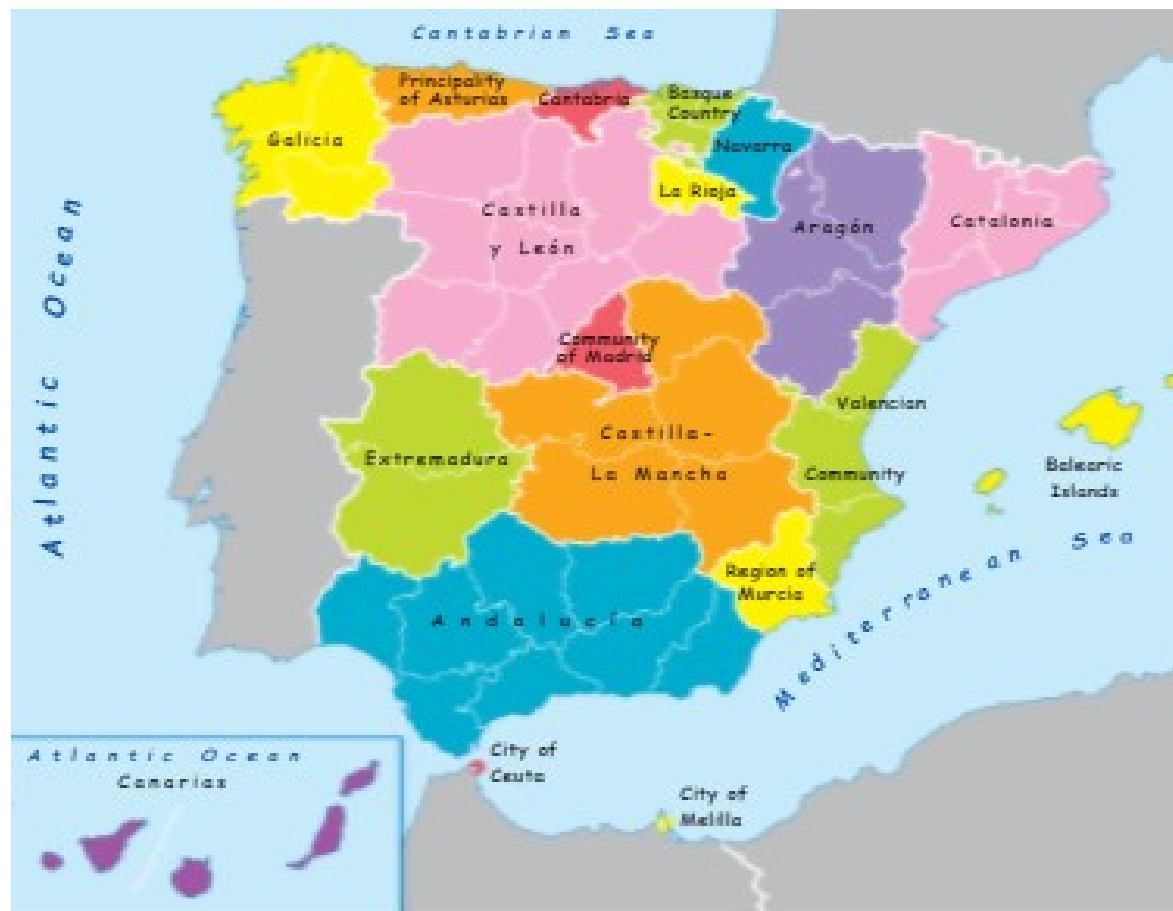 Cantabrian Sea
Principality
of Asturias
Cantabria
Basque
Country
Galicia
Navarra
La Rioja
Castilla
y León
Aragón
Catalonia
Atlantic Ocean
Community
of Madrid
Valencian
Community
Castilla-
La Mancha
Extremadura
Balearic
Islands
Mediterranean Sea
Region of
Murcia
Andalucía
City of
Ceuta
City of
Melilla
Atlantic Ocean
Canarias